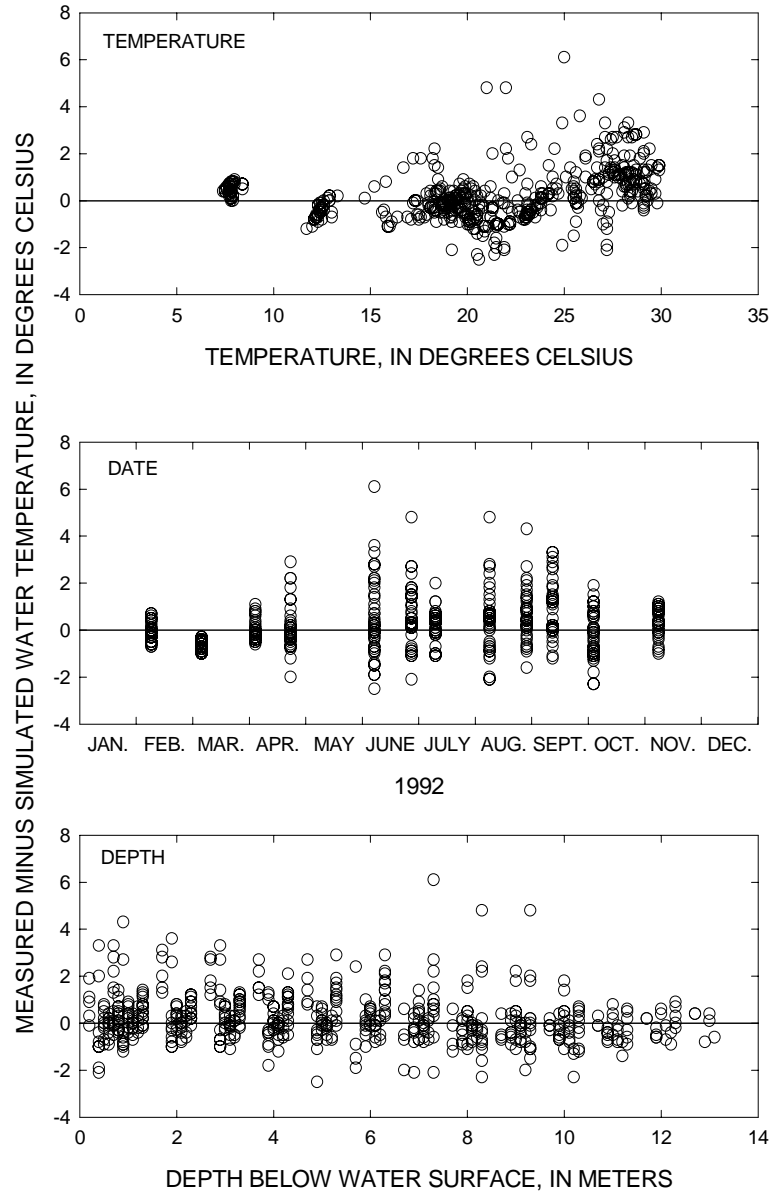 MEASURED MINUS SIMULATED WATER TEMPERATURE, IN DEGREES CELSIUS
8
6
4
2
0
-2
-4
TEMPERATURE
0 5 10 15 20 25 30 35
TEMPERATURE, IN DEGREES CELSIUS
8
6
4
2
0
-2
-4
DATE
JAN. FEB. MAR. APR. MAY JUNE JULY AUG. SEPT. OCT. NOV. DEC.
1992
8
6
4
2
0
-2
-4
DEPTH
0 2 4 6 8 10 12 14
DEPTH BELOW WATER SURFACE, IN METERS